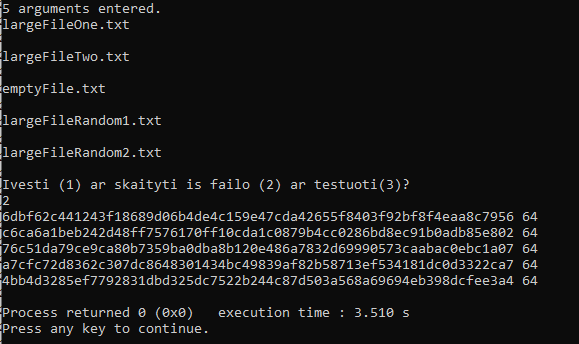 5 arguments entered.
largeFileOne.txt
largeFileTwo.txt
emptyFile.txt
largeFileRandom1.txt
largeFileRandom2.txt
Ivesti (1) ar skaityti is failo (2) ar testuoti(3)?
2
6dbf62c441243f18689d06b4de4c159e47cda42655f8403f92bf8f4eaa8c7956 64
c6ca6a1beb242d48ff7576170ff10cda1c0879b4cc0286bd8ec91b0adb85e802 64
76c51da79ce9ca80b7359ba0dba8b120e486a7832d69990573caabac0ebc1a07 64
a7cfc72d8362c307dc8648301434bc49839af82b58713ef534181dc0d3322ca7 64
4bb4d3285ef7792831dbd325dc7522b244c87d503a568a69694eb398dcfee3a4 64
Process returned 0 (0x0)   execution time : 3.510 s
Press any key to continue.